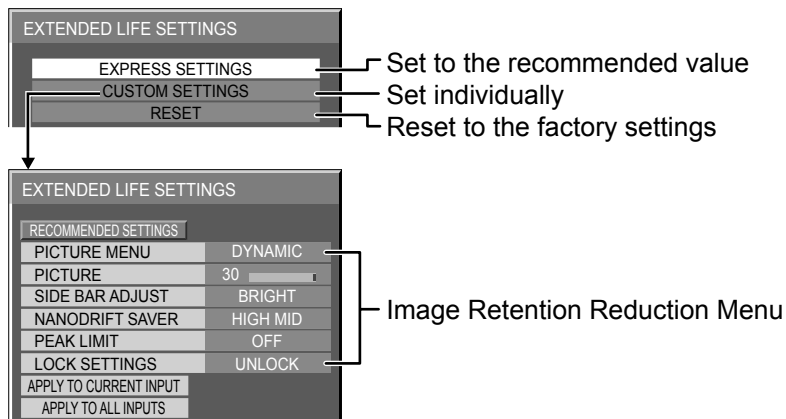 EXTENDED LIFE SETTINGS
EXPRESS SETTINGS
CUSTOM SETTINGS
RESET
Set to the recommended value
Set individually
Reset to the factory settings
EXTENDED LIFE SETTINGS
RECOMMENDED SETTINGS
PICTURE MENU DYNAMIC
PICTURE 30
SIDE BAR ADJUST BRIGHT
NANODRIFT SAVER HIGH MID
PEAK LIMIT OFF
LOCK SETTINGS UNLOCK
APPLY TO CURRENT INPUT
APPLY TO ALL INPUTS
Image Retention Reduction Menu